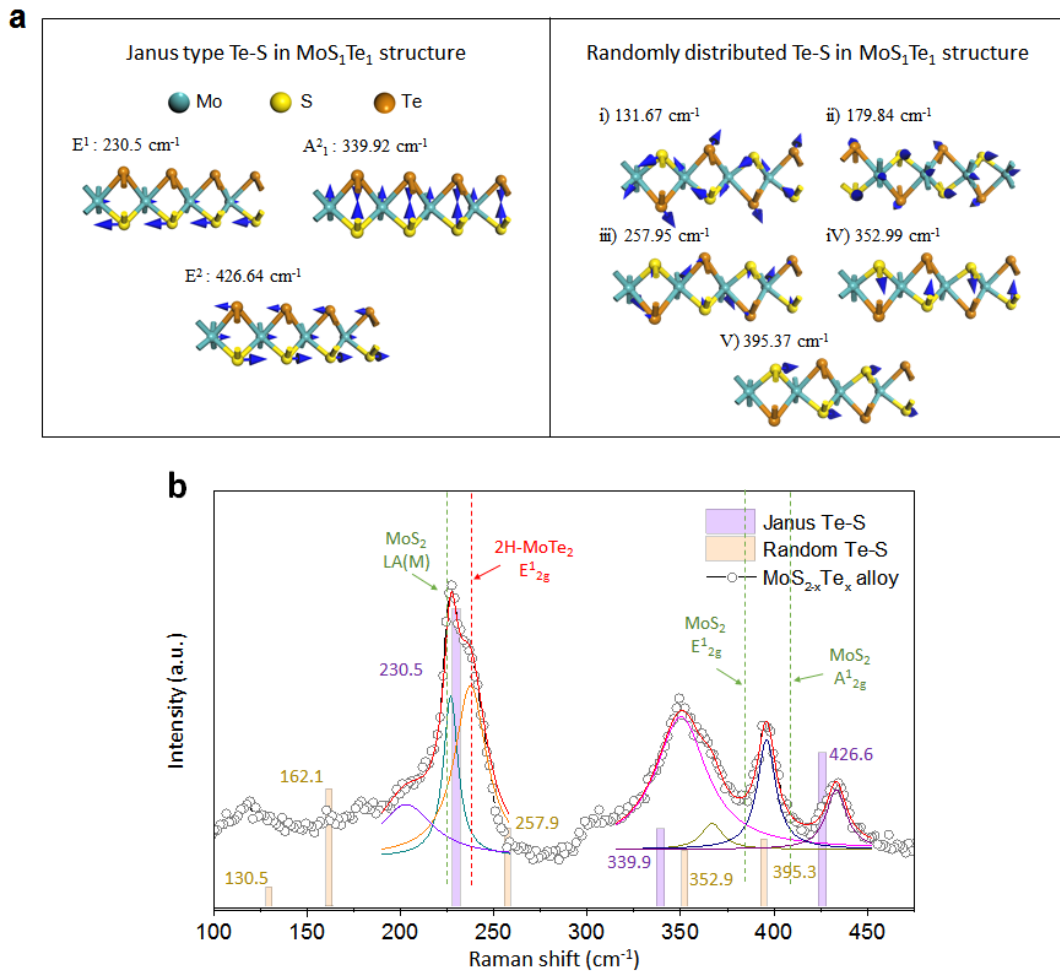 a
Janus type Te-S in MoS₁Te₁ structure
Mo S Te
E¹ : 230.5 cm⁻¹
A²₁ : 339.92 cm⁻¹
E² : 426.64 cm⁻¹
Randomly distributed Te-S in MoS₁Te₁ structure
i) 131.67 cm⁻¹
ii) 179.84 cm⁻¹
iii) 257.95 cm⁻¹
iV) 352.99 cm⁻¹
V) 395.37 cm⁻¹
b
Janus Te-S
Random Te-S
MoS₂₋ₓTeₓ alloy
MoS₂
LA(M)
2H-MoTe₂
E¹₂g
MoS₂
E¹₂g
MoS₂
A¹₂g
230.5
162.1
130.5
257.9
339.9
352.9
395.3
426.6
Intensity (a.u.)
100 150 200 250 300 350 400 450
Raman shift (cm⁻¹)